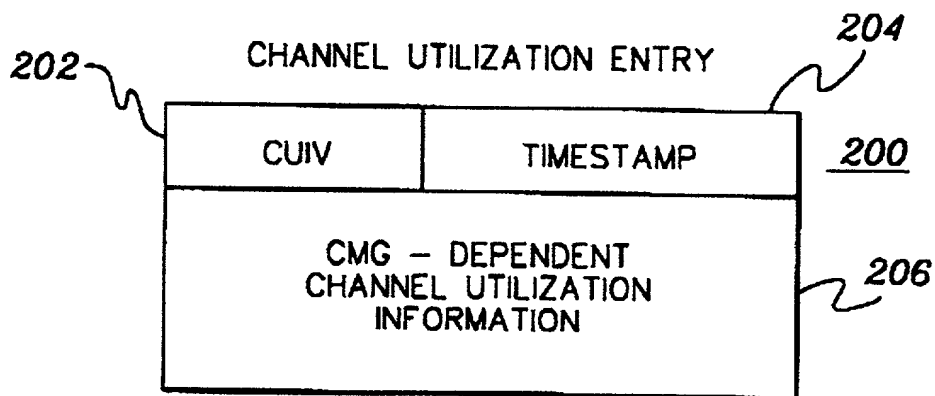 CHANNEL UTILIZATION ENTRY
202
204
CUIV
TIMESTAMP
200
CMG - DEPENDENT
CHANNEL UTILIZATION
INFORMATION
206